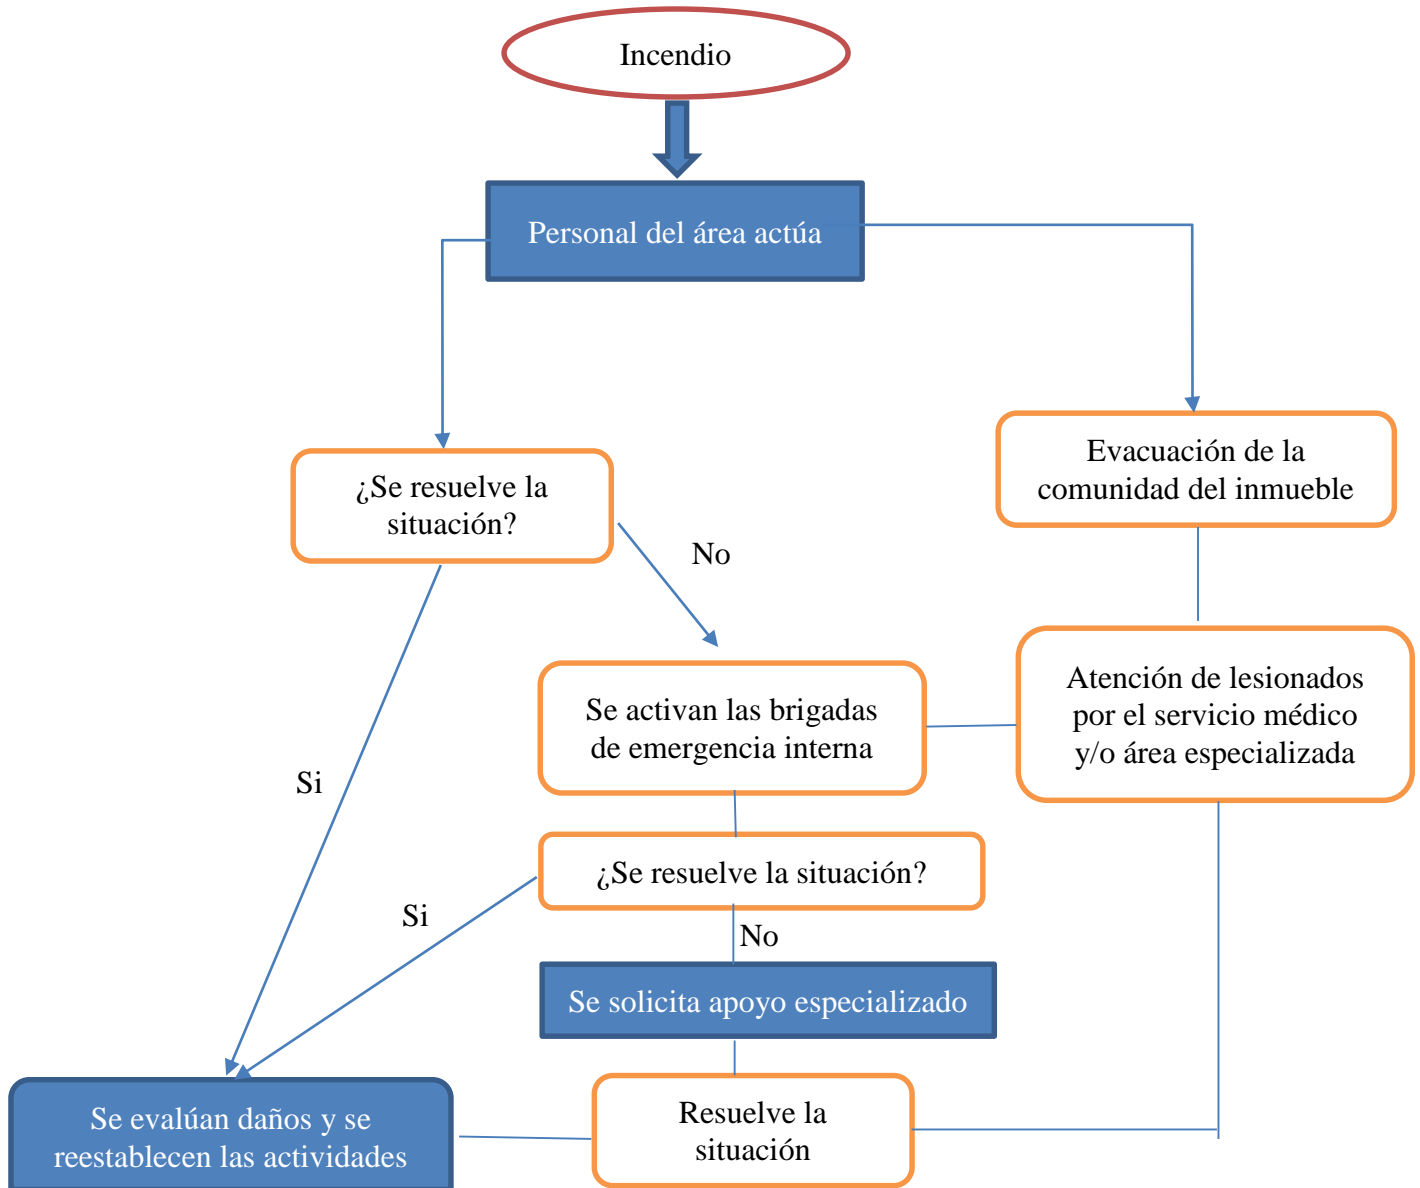 Incendio
Personal del área actúa
¿Se resuelve la
situación?
Evacuación de la
comunidad del inmueble
No
Se activan las brigadas
de emergencia interna
Atención de lesionados
por el servicio médico
y/o área especializada
Si
¿Se resuelve la situación?
Si
No
Se solicita apoyo especializado
Se evalúan daños y se
reestablecen las actividades
Resuelve la
situación